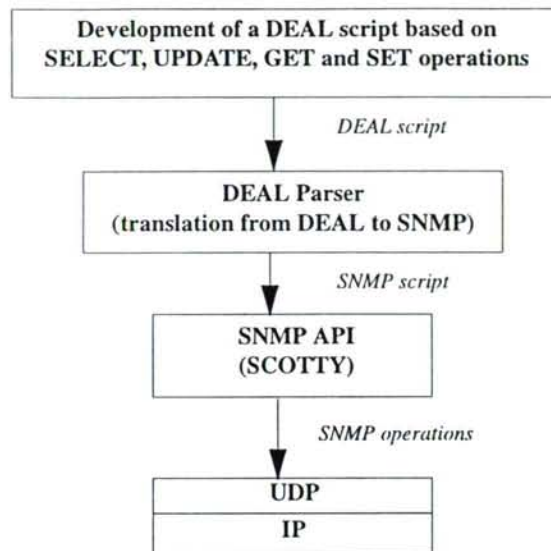 Development of a DEAL script based on
SELECT, UPDATE, GET and SET operations
DEAL script
DEAL Parser
(translation from DEAL to SNMP)
SNMP script
SNMP API
(SCOTTY)
SNMP operations
UDP
IP